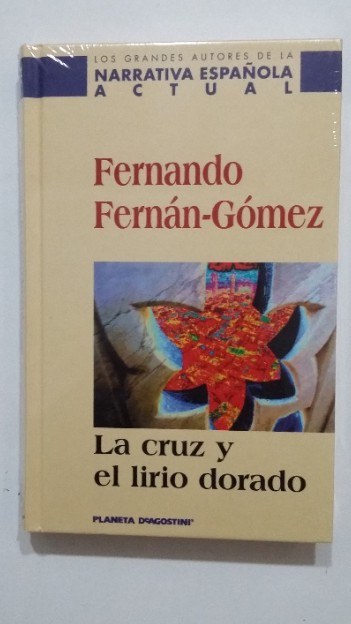 LOS GRANDES AUTORES DE LA
NARRATIVA ESPAÑOLA
ACTUAL
Fernando
Fernán-Gómez
La cruz y
el lirio dorado
PLANETA DEAGOSTINI